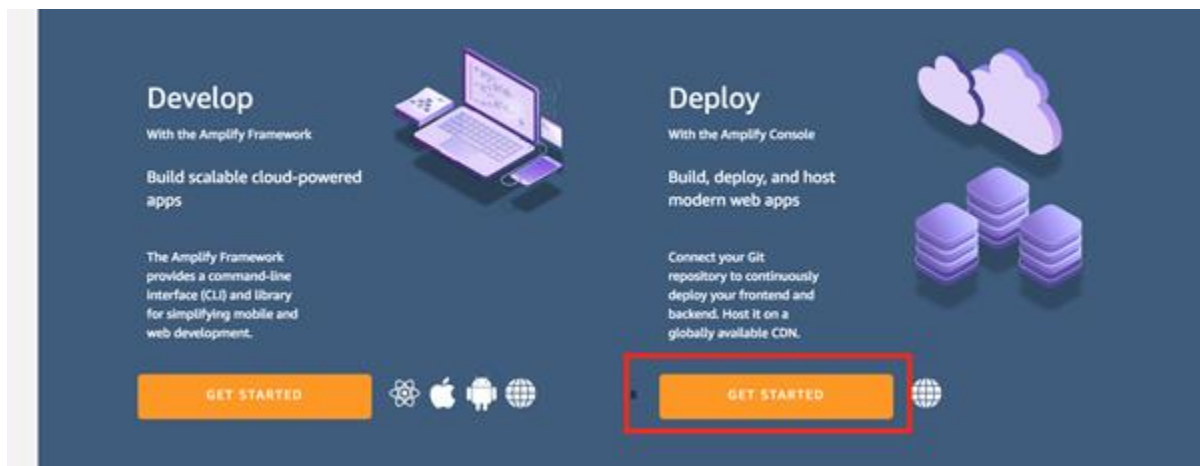 Develop
With the Amplify Framework
Build scalable cloud-powered
apps
The Amplify Framework
provides a command-line
interface (CLI) and library
for simplifying mobile and
web development.
GET STARTED
Deploy
With the Amplify Console
Build, deploy, and host
modern web apps
Connect your Git
repository to continuously
deploy your frontend and
backend. Host it on a
globally available CDN.
GET STARTED